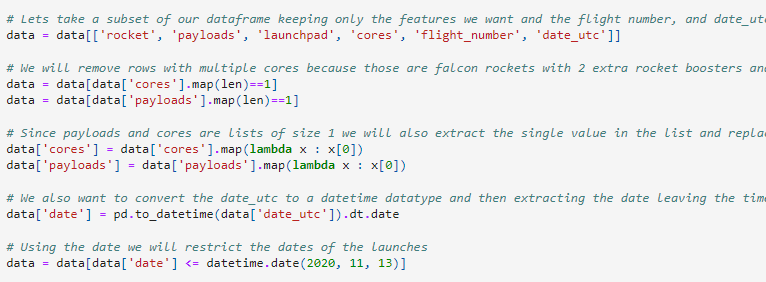 # Lets take a subset of our dataframe keeping only the features we want and the flight number, and date_utc
data = data[['rocket', 'payloads', 'launchpad', 'cores', 'flight_number', 'date_utc']]
# We will remove rows with multiple cores because those are falcon rockets with 2 extra rocket boosters an
data = data[data['cores'].map(len)==1]
data = data[data['payloads'].map(len)==1]
# Since payloads and cores are lists of size 1 we will also extract the single value in the list and repla
data['cores'] = data['cores'].map(lambda x : x[0])
data['payloads'] = data['payloads'].map(lambda x : x[0])
# We also want to convert the date_utc to a datetime datatype and then extracting the date leaving the tim
data['date'] = pd.to_datetime(data['date_utc']).dt.date
# Using the date we will restrict the dates of the launches
data = data[data['date'] <= datetime.date(2020, 11, 13)]